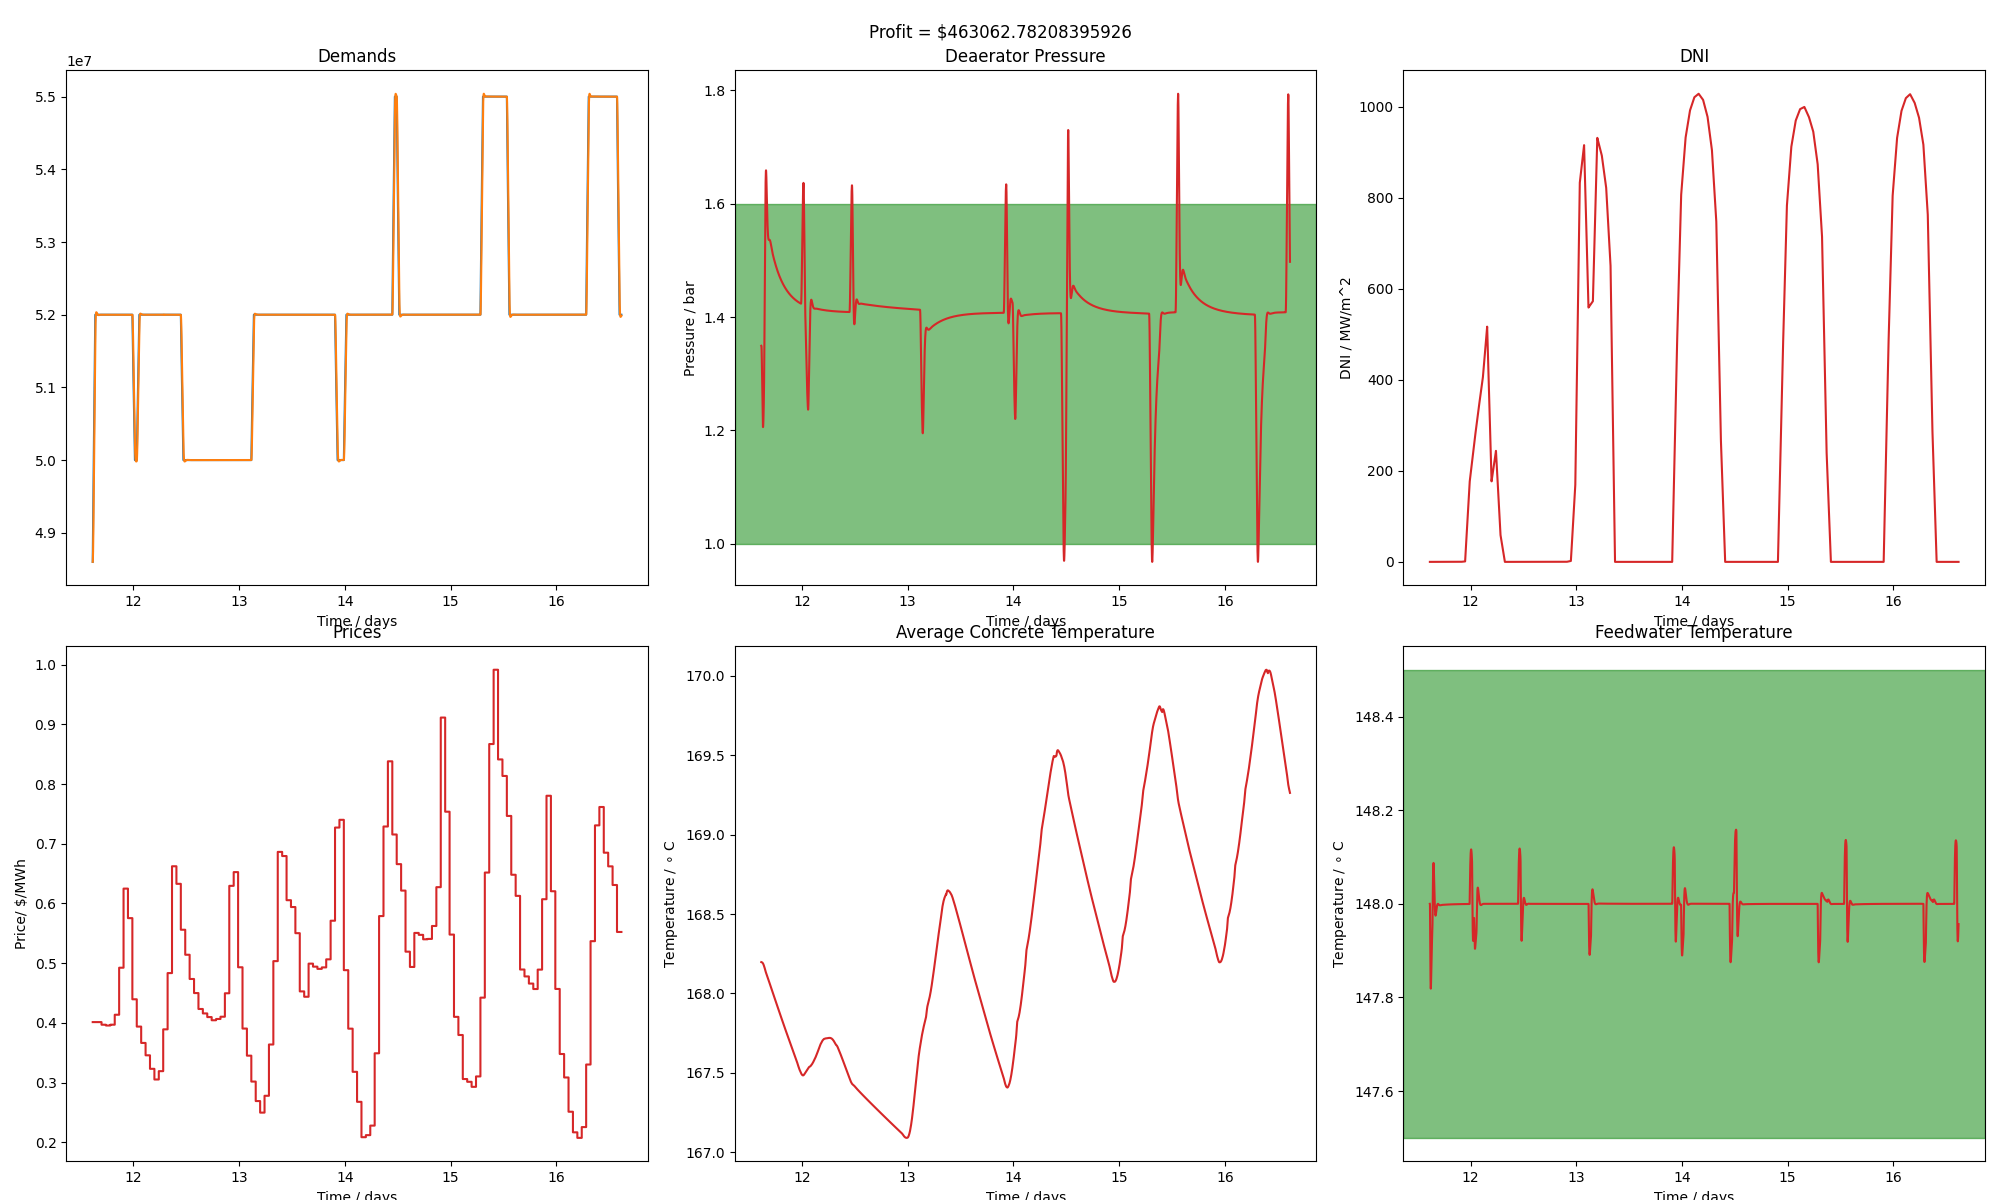 Profit = $463062.78208395926
Demands
1e7
5.5
5.4
5.3
5.2
5.1
5.0
4.9
12 13 14 15 16
Time / days
Deaerator Pressure
Pressure / bar
1.8
1.6
1.4
1.2
1.0
12 13 14 15 16
Time / days
DNI
DNI / MW/m^2
1000
800
600
400
200
0
12 13 14 15 16
Time / days
Prices
Price/ $/MWh
1.0
0.9
0.8
0.7
0.6
0.5
0.4
0.3
0.2
12 13 14 15 16
Time / days
Average Concrete Temperature
Temperature / ∘ C
170.0
169.5
169.0
168.5
168.0
167.5
167.0
12 13 14 15 16
Time / days
Feedwater Temperature
Temperature / ∘ C
148.4
148.2
148.0
147.8
147.6
12 13 14 15 16
Time / days